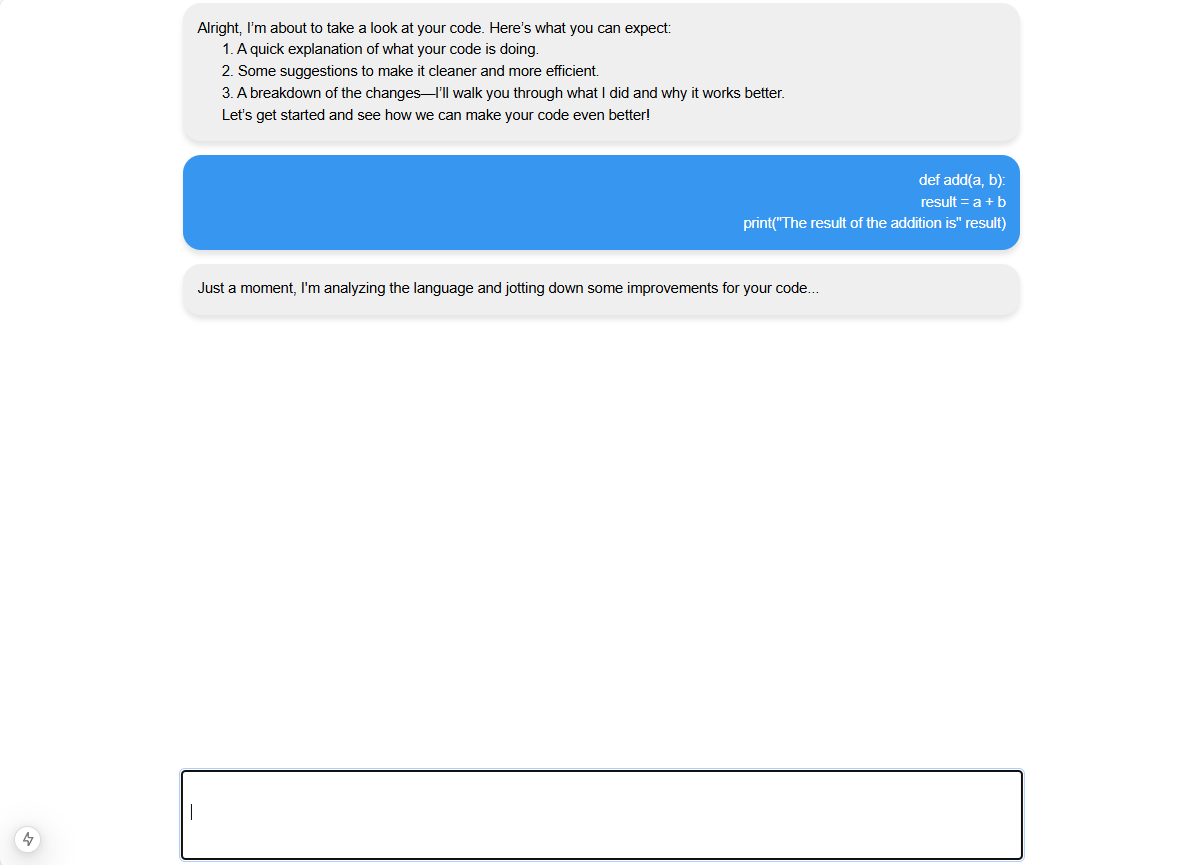 Alright, I’m about to take a look at your code. Here’s what you can expect:
1. A quick explanation of what your code is doing.
2. Some suggestions to make it cleaner and more efficient.
3. A breakdown of the changes—I’ll walk you through what I did and why it works better.
Let’s get started and see how we can make your code even better!
def add(a, b):
result = a + b
print("The result of the addition is" result)
Just a moment, I'm analyzing the language and jotting down some improvements for your code...